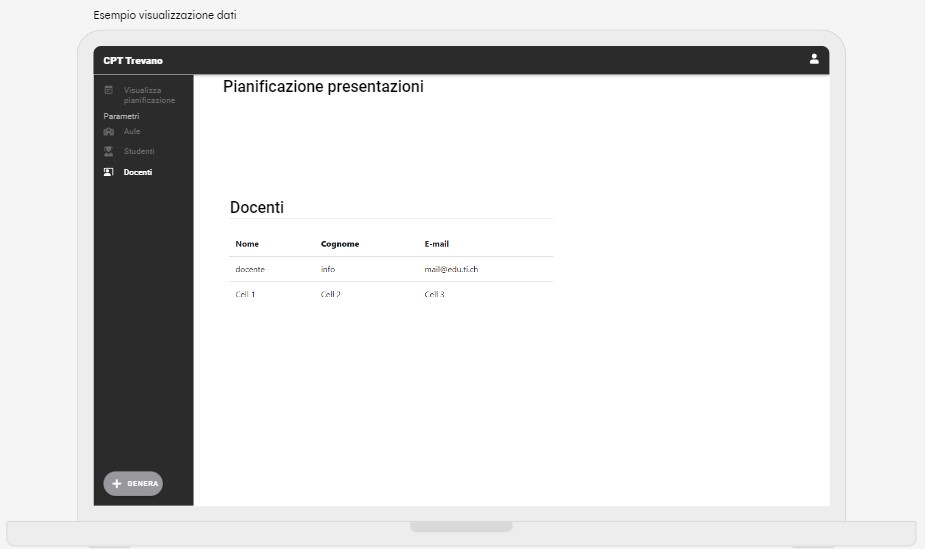 Esempio visualizzazione dati
CPT Trevano
Visualizza
pianificazione
Parametri
Aule
Studenti
Docenti
GENERA
Pianificazione presentazioni
Docenti
Nome Cognome E-mail
docente info mail@edu.ti.ch
Cell 1 Cell 2 Cell 3